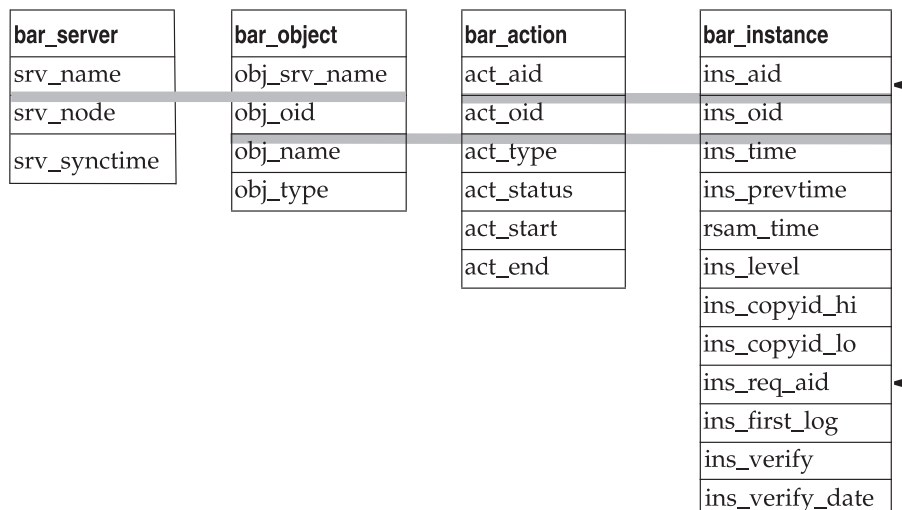 bar_server
srv_name
srv_node
srv_synctime
bar_object
obj_srv_name
obj_oid
obj_name
obj_type
bar_action
act_aid
act_oid
act_type
act_status
act_start
act_end
bar_instance
ins_aid
ins_oid
ins_time
ins_prevtime
rsam_time
ins_level
ins_copyid_hi
ins_copyid_lo
ins_req_aid
ins_first_log
ins_verify
ins_verify_date